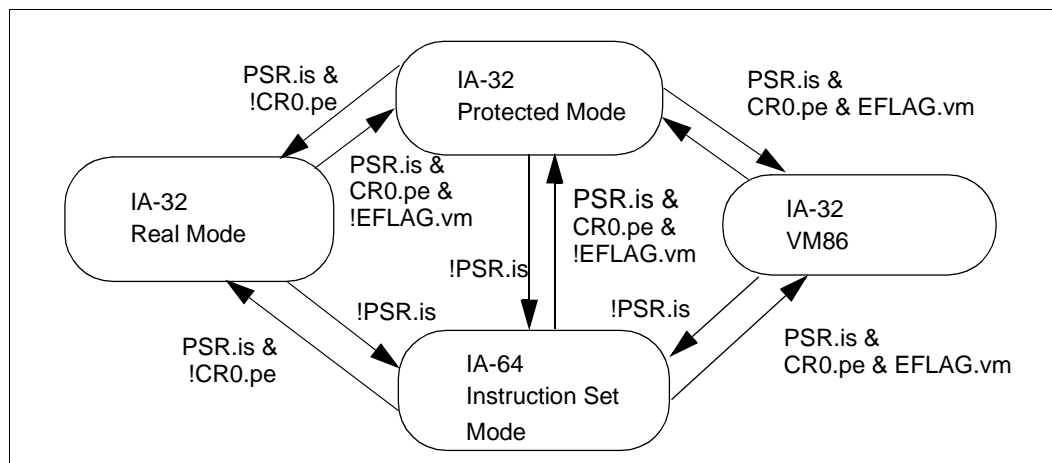 PSR.is &
!CR0.pe
IA-32
Protected Mode
PSR.is &
CR0.pe & EFLAG.vm
PSR.is &
CR0.pe &
!EFLAG.vm
PSR.is &
CR0.pe &
!EFLAG.vm
IA-32
Real Mode
IA-32
VM86
!PSR.is
!PSR.is
!PSR.is
PSR.is &
!CR0.pe
PSR.is &
CR0.pe & EFLAG.vm
IA-64
Instruction Set
Mode